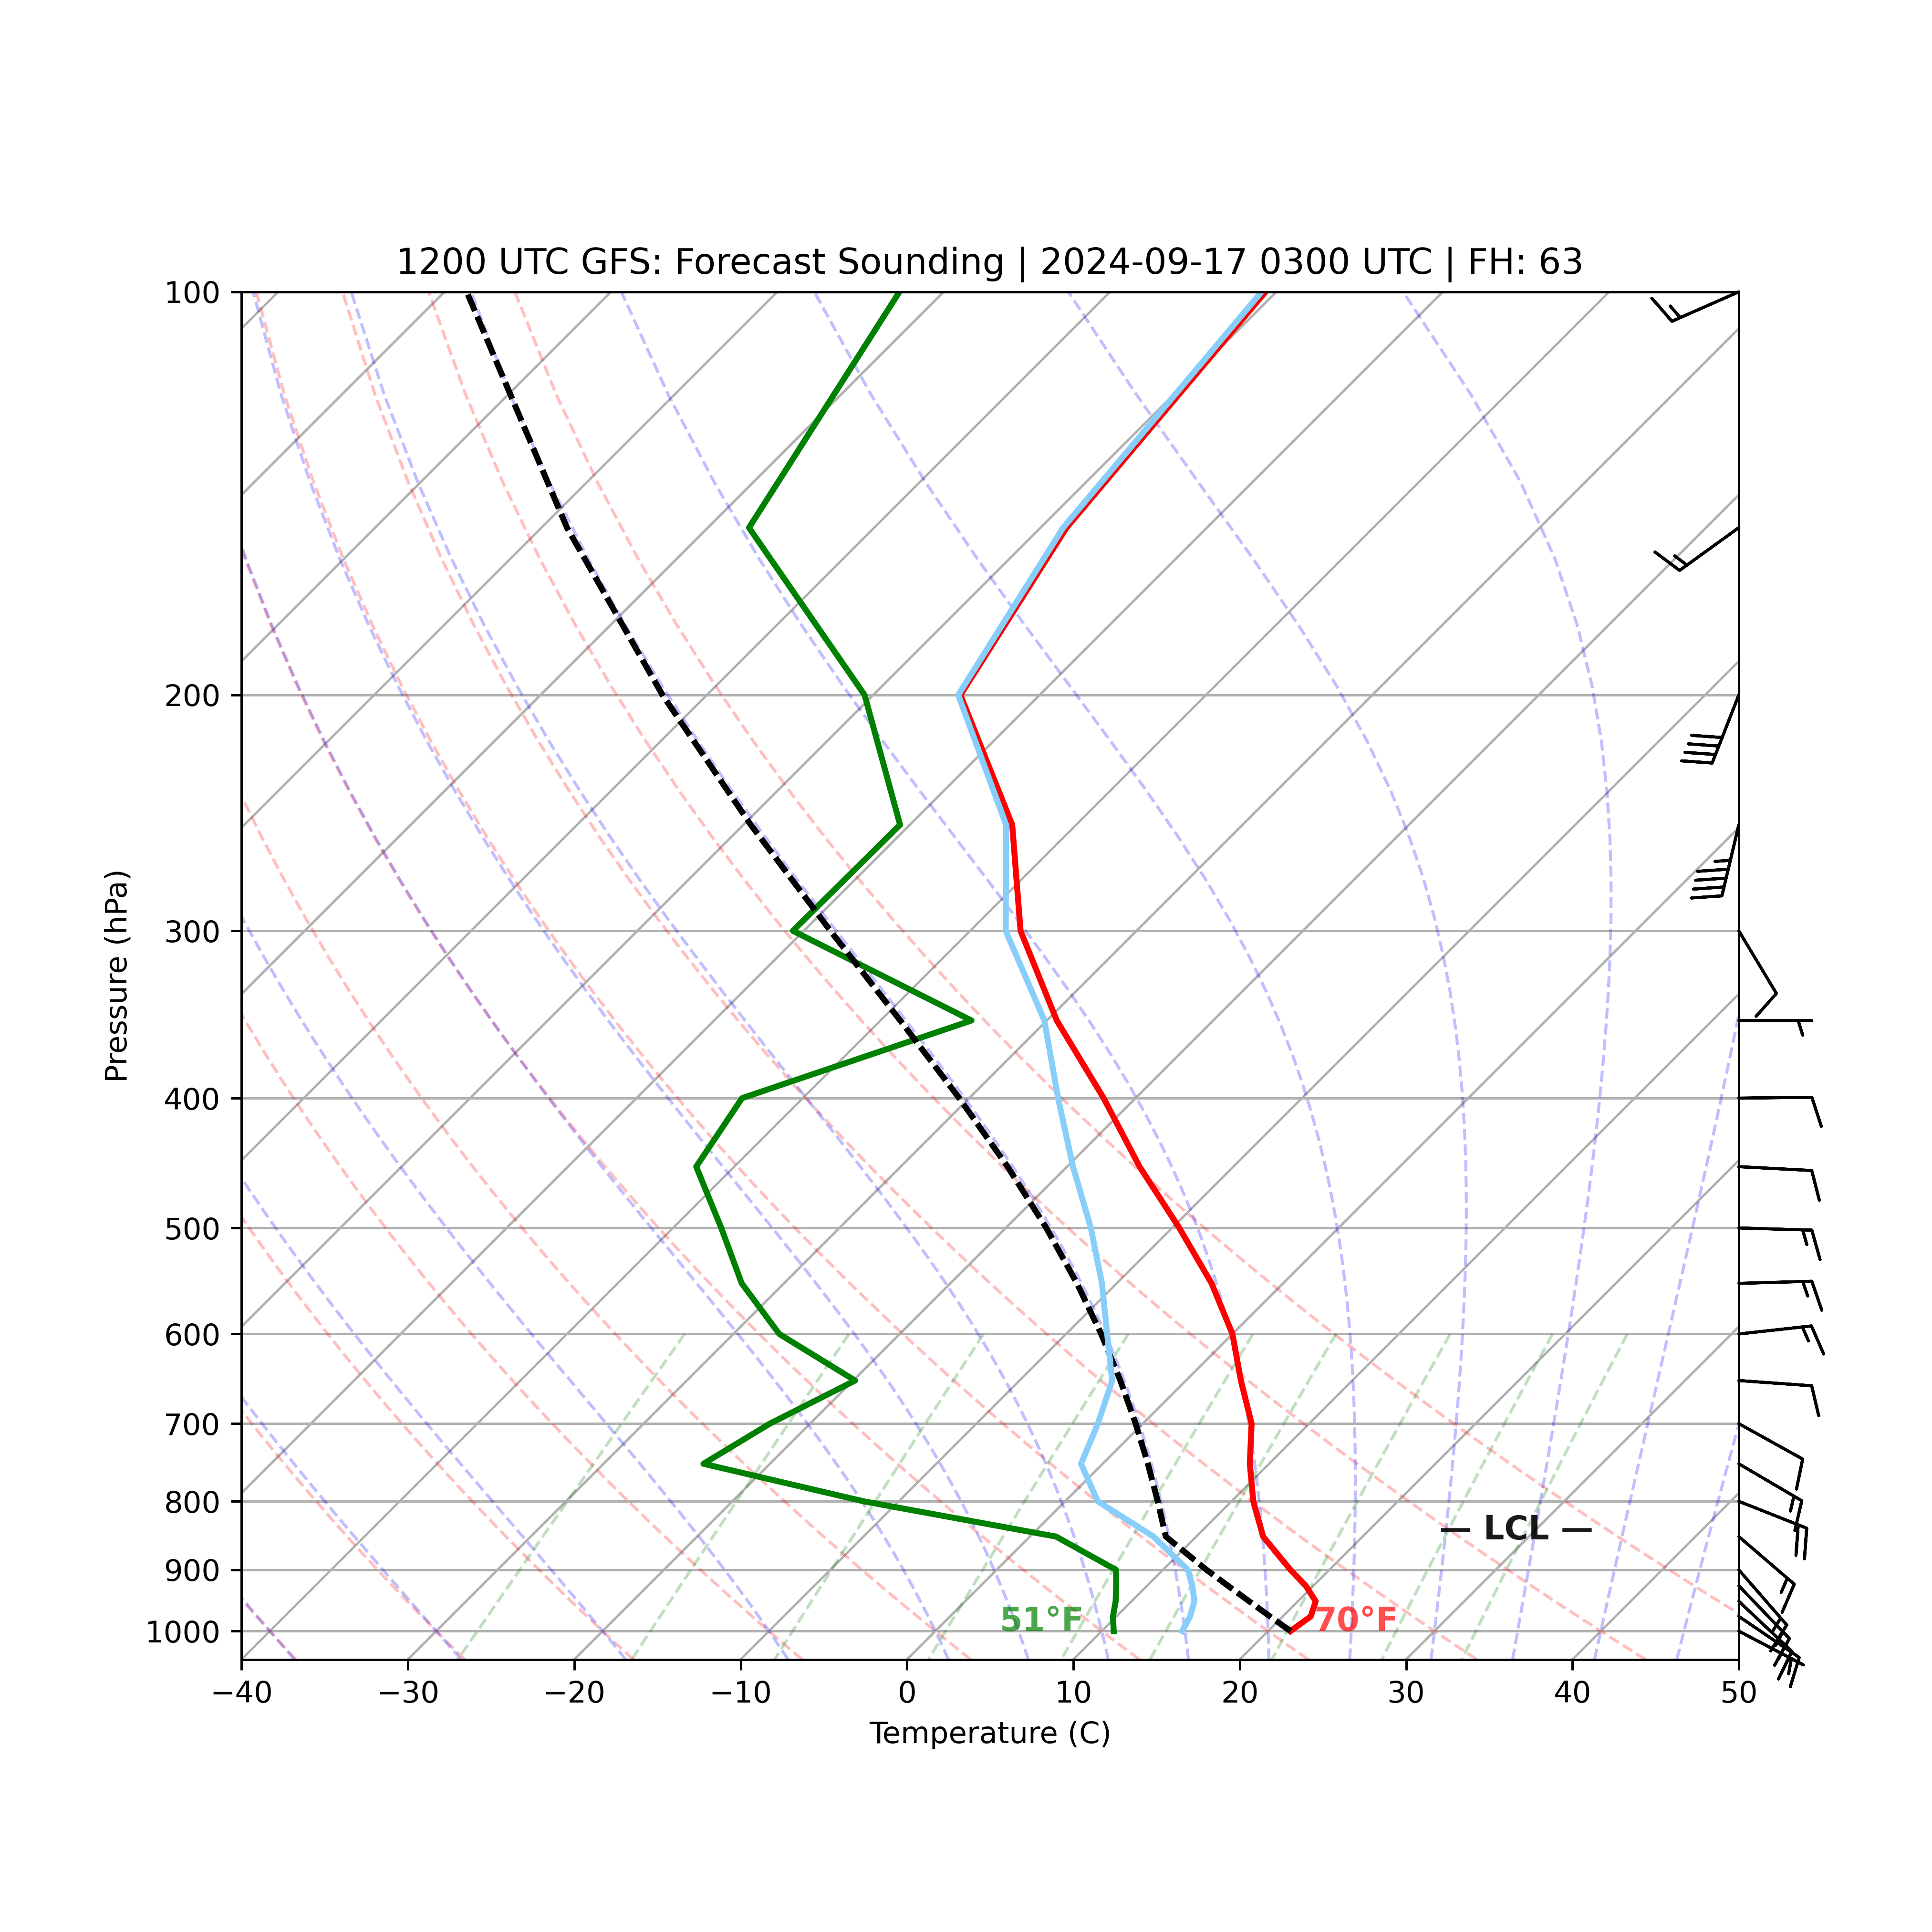 1200 UTC GFS: Forecast Sounding | 2024-09-17 0300 UTC | FH: 63
100
200
300
400
500
600
700
800
900
1000
Pressure (hPa)
— LCL —
51°F
70°F
−40 −30 −20 −10 0 10 20 30 40 50
Temperature (C)